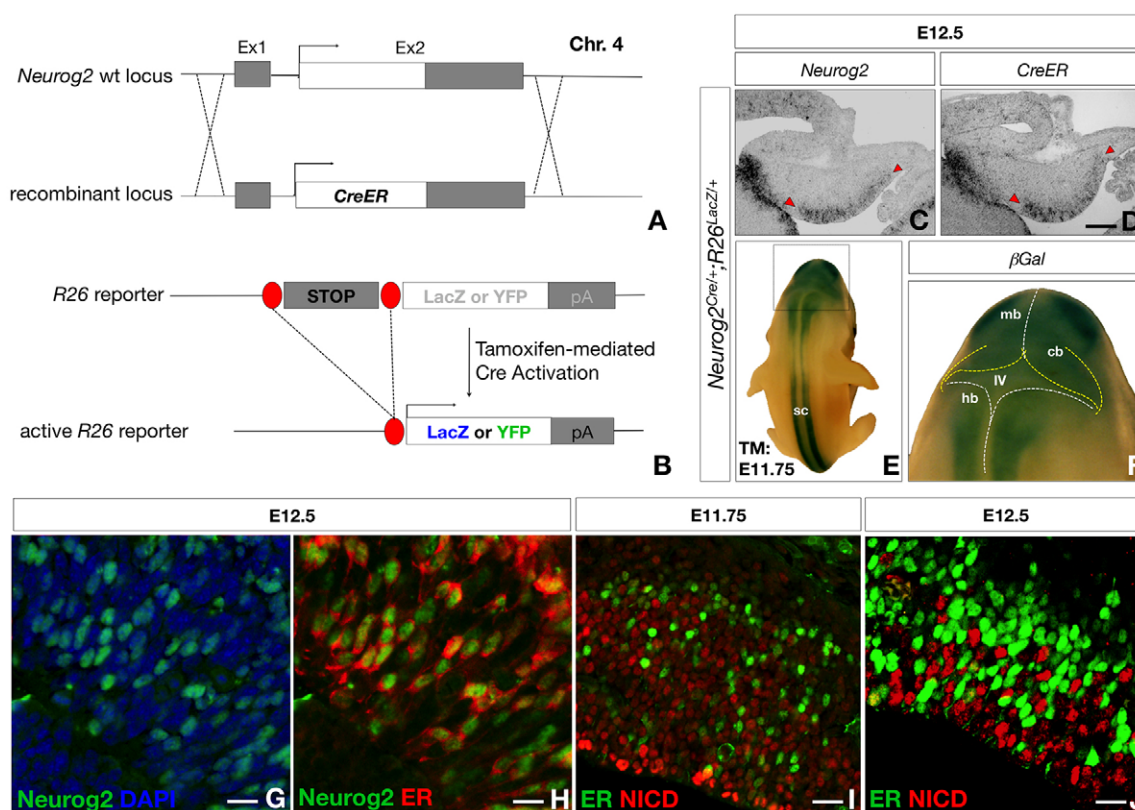 Ex1
Ex2
Chr. 4
Neurog2 wt locus
recombinant locus
CreER
A
R26 reporter
STOP
LacZ or YFP
pA
Tamoxifen-mediated
Cre Activation
active R26 reporter
LacZ or YFP
pA
B
E12.5
Neurog2
CreER
Neurog2Cre/+;R26LacZ/+
C
D
βGal
sc
TM:
E11.75
E
mb
cb
IV
hb
F
E12.5
E11.75
E12.5
Neurog2 DAPI
G
Neurog2 ER
H
ER NICD
I
ER NICD